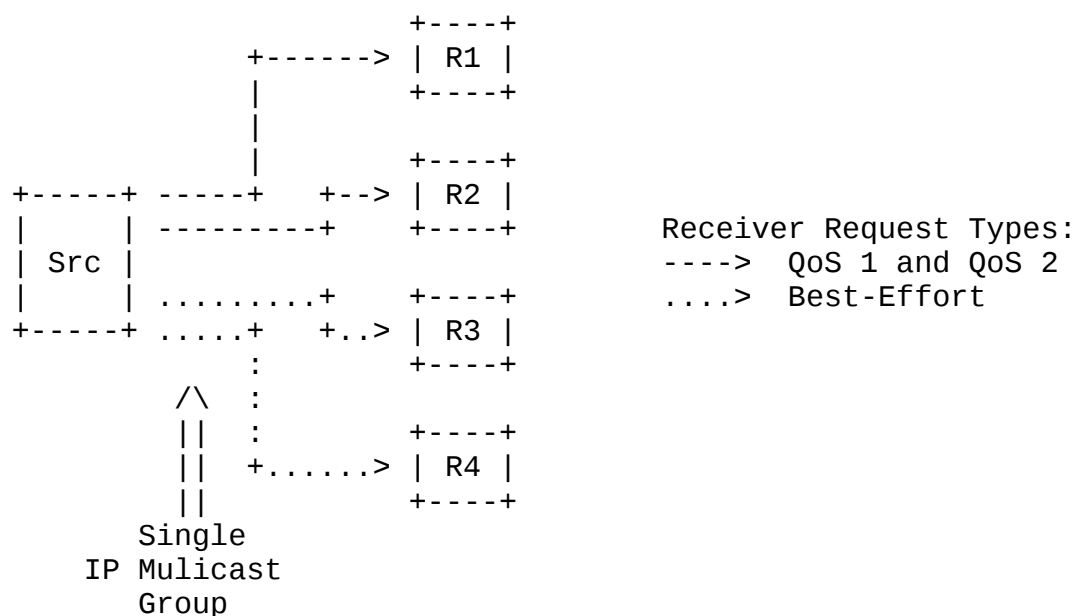 +----+
                +------> | R1 |
                |        +----+
                |
                |        +----+
+-----+ -----+   +--> | R2 |
|     | ---------+    +----+         Receiver Request Types:
| Src |                              ---->  QoS 1 and QoS 2
|     | .........+    +----+         ....>  Best-Effort
+-----+ .....+   +..> | R3 |
             :        +----+
         /\  :
         ||  :        +----+
         ||  +......> | R4 |
         ||           +----+
       Single
    IP Mulicast
       Group